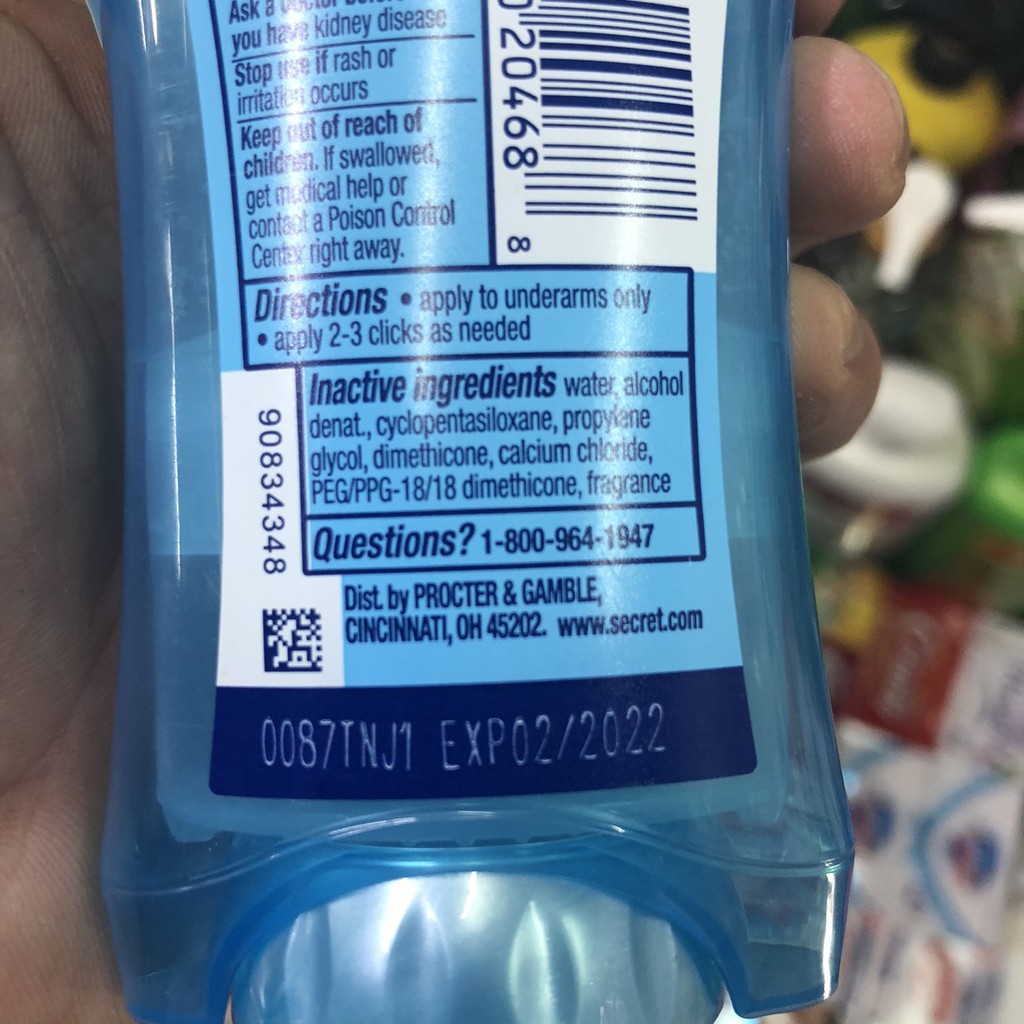 Ask a doctor before
you have kidney disease
Stop use if rash or
irritation occurs
Keep out of reach of
children. If swallowed,
get medical help or
contact a Poison Control
Center right away.
020468
8
Directions • apply to underarms only
• apply 2-3 clicks as needed
Inactive ingredients water, alcohol
denat., cyclopentasiloxane, propylene
glycol, dimethicone, calcium chloride,
PEG/PPG-18/18 dimethicone, fragrance
90834348
Questions? 1-800-964-1947
Dist. by PROCTER & GAMBLE,
CINCINNATI, OH 45202. www.secret.com
0087TNJ1 EXP02/2022